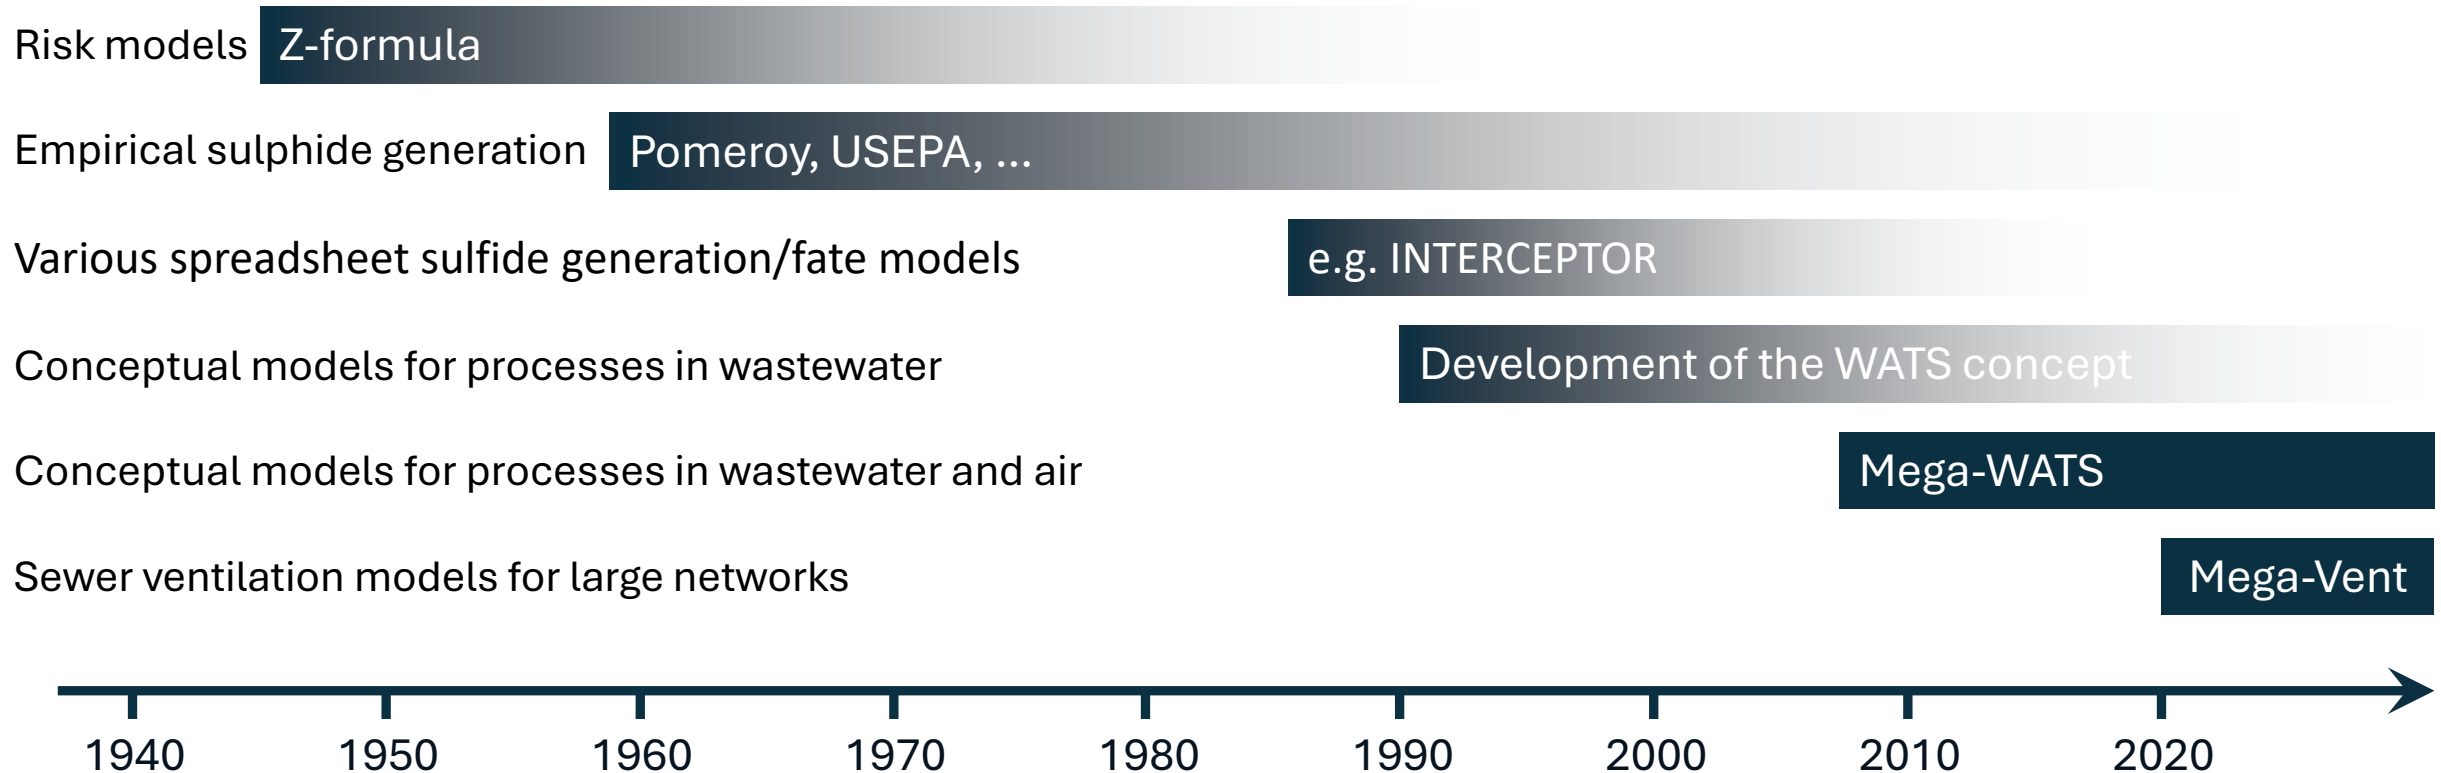 Risk models Z-formula
Empirical sulphide generation Pomeroy, USEPA, ...
Various spreadsheet sulfide generation/fate models e.g. INTERCEPTOR
Conceptual models for processes in wastewater Development of the WATS concept
Conceptual models for processes in wastewater and air Mega-WATS
Sewer ventilation models for large networks Mega-Vent
1940 1950 1960 1970 1980 1990 2000 2010 2020